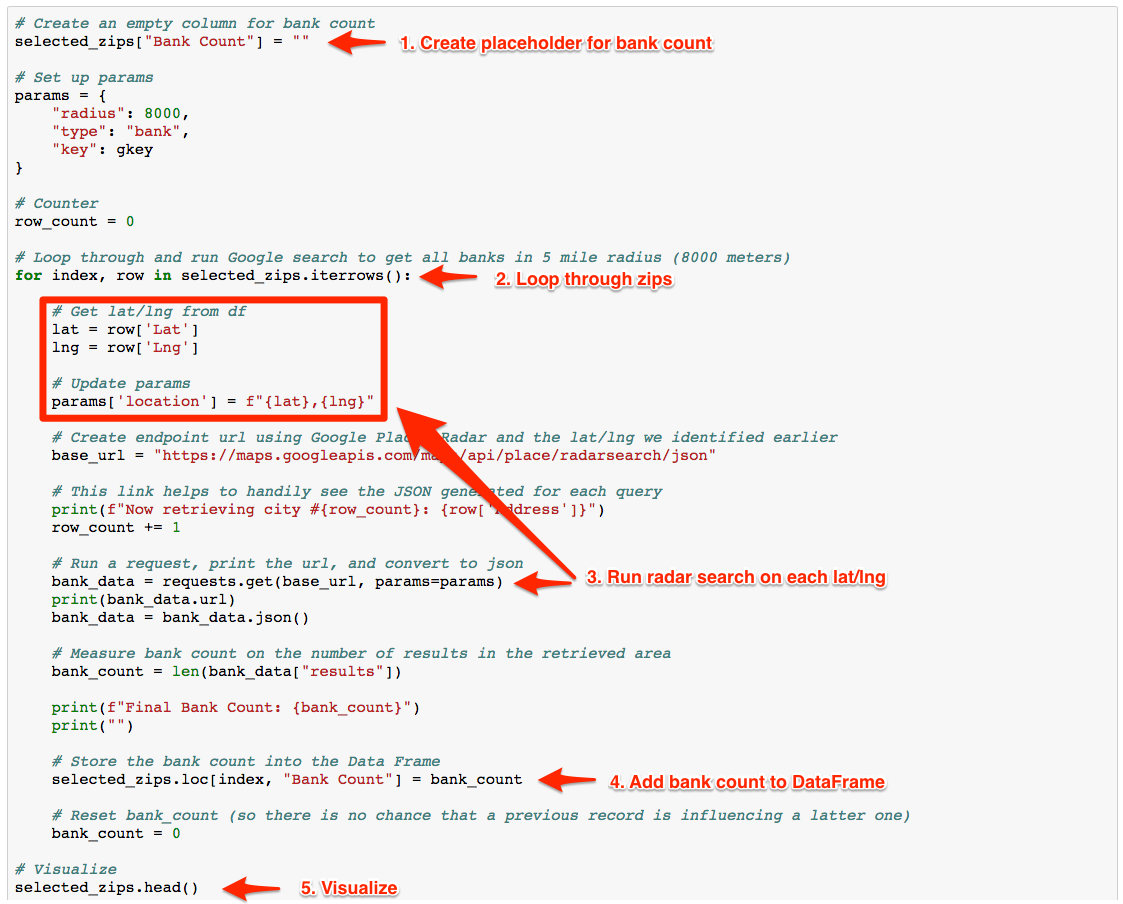 # Create an empty column for bank count
selected_zips["Bank Count"] = "" 1. Create placeholder for bank count
# Set up params
params = {
"radius": 8000,
"type": "bank",
"key": gkey
}
# Counter
row_count = 0
# Loop through and run Google search to get all banks in 5 mile radius (8000 meters)
for index, row in selected_zips.iterrows(): 2. Loop through zips
# Get lat/lng from df
lat = row['Lat']
lng = row['Lng']
# Update params
params['location'] = f"{lat},{lng}"
# Create endpoint url using Google Places Radar and the lat/lng we identified earlier
base_url = "https://maps.googleapis.com/maps/api/place/radarsearch/json"
# This link helps to handily see the JSON generated for each query
print(f"Now retrieving city #{row_count}: {row['Address']}")
row_count += 1
# Run a request, print the url, and convert to json
bank_data = requests.get(base_url, params=params) 3. Run radar search on each lat/lng
print(bank_data.url)
bank_data = bank_data.json()
# Measure bank count on the number of results in the retrieved area
bank_count = len(bank_data["results"])
print(f"Final Bank Count: {bank_count}")
print("")
# Store the bank count into the Data Frame
selected_zips.loc[index, "Bank Count"] = bank_count 4. Add bank count to DataFrame
# Reset bank_count (so there is no chance that a previous record is influencing a latter one)
bank_count = 0
# Visualize
selected_zips.head() 5. Visualize